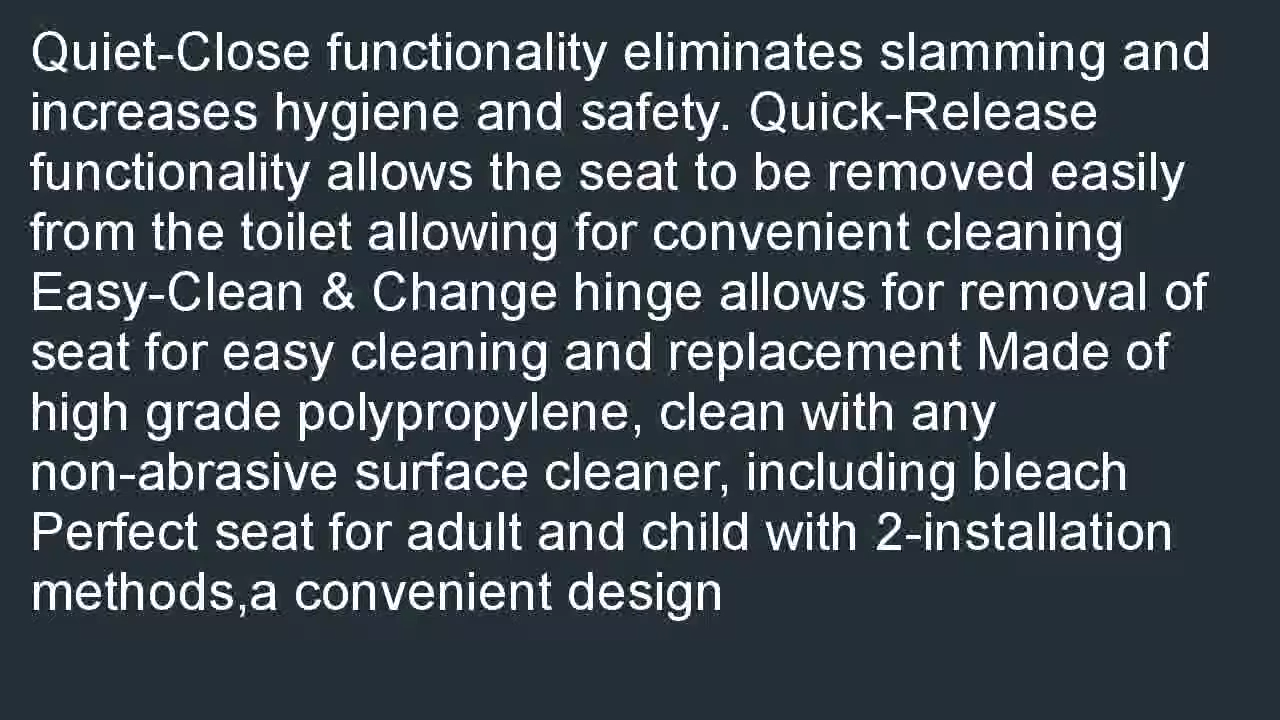 Quiet-Close functionality eliminates slamming and
increases hygiene and safety. Quick-Release
functionality allows the seat to be removed easily
from the toilet allowing for convenient cleaning
Easy-Clean & Change hinge allows for removal of
seat for easy cleaning and replacement Made of
high grade polypropylene, clean with any
non-abrasive surface cleaner, including bleach
Perfect seat for adult and child with 2-installation
methods,a convenient design